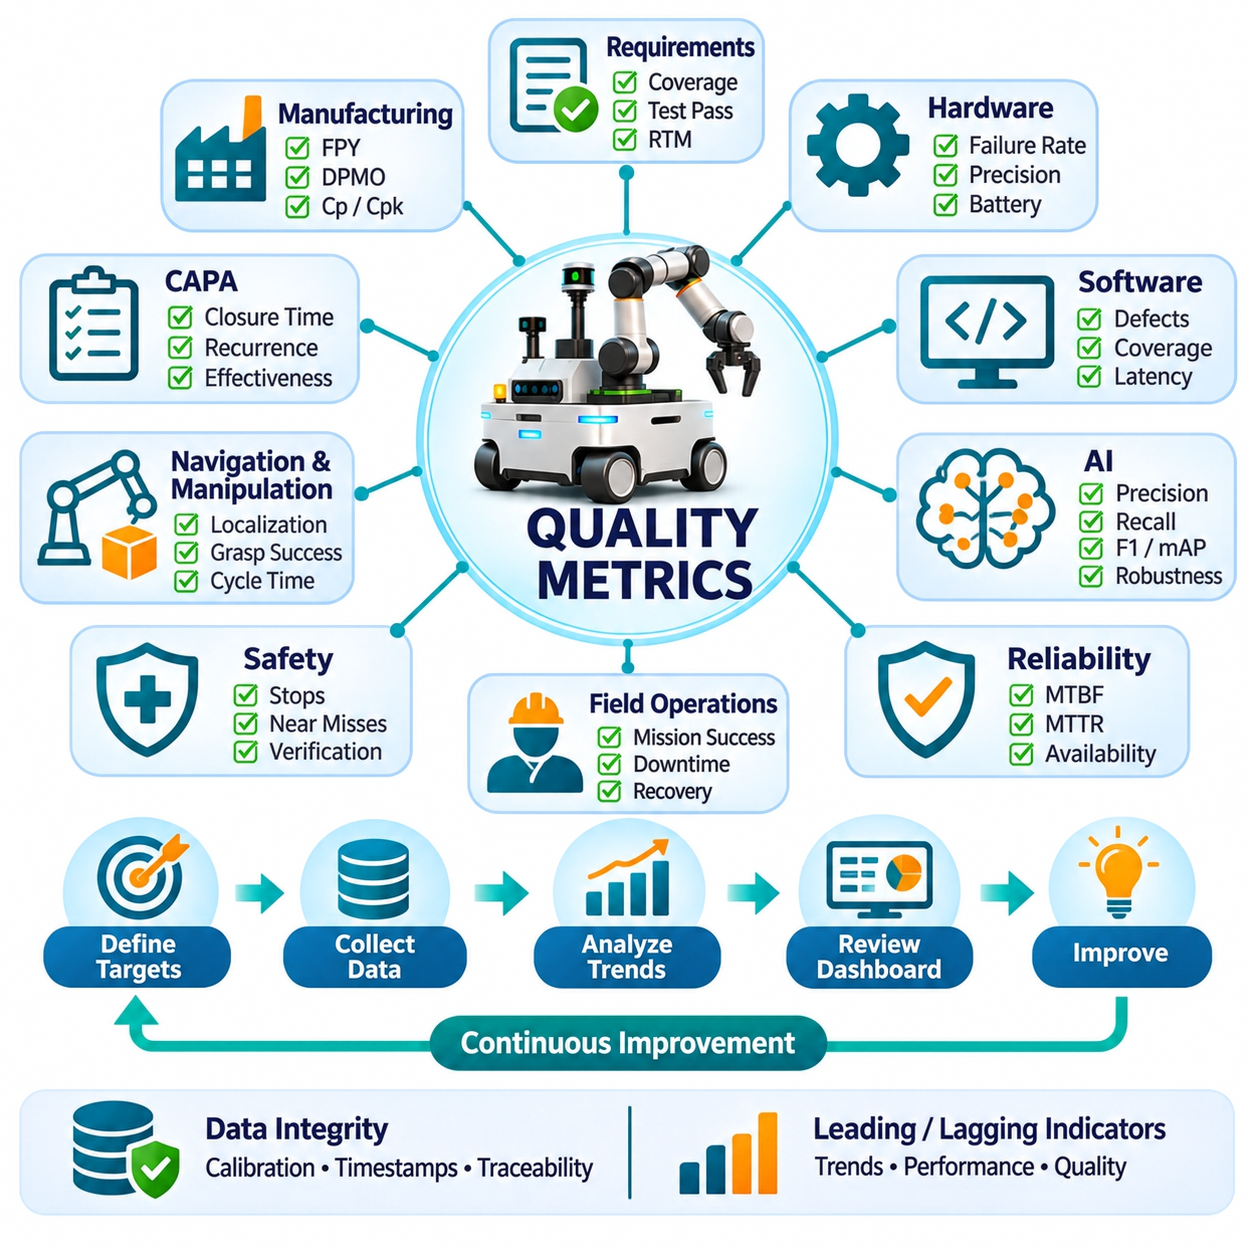 Requirements
Coverage
Test Pass
RTM
Manufacturing
FPY
DPMO
Cp / Cpk
Hardware
Failure Rate
Precision
Battery
CAPA
Closure Time
Recurrence
Effectiveness
Software
Defects
Coverage
Latency
Navigation &
Manipulation
Localization
Grasp Success
Cycle Time
AI
Precision
Recall
F1 / mAP
Robustness
QUALITY
METRICS
Safety
Stops
Near Misses
Verification
Field Operations
Mission Success
Downtime
Recovery
Reliability
MTBF
MTTR
Availability
Define
Targets
Collect
Data
Analyze
Trends
Review
Dashboard
Improve
Continuous Improvement
Data Integrity
Calibration • Timestamps • Traceability
Leading / Lagging Indicators
Trends • Performance • Quality